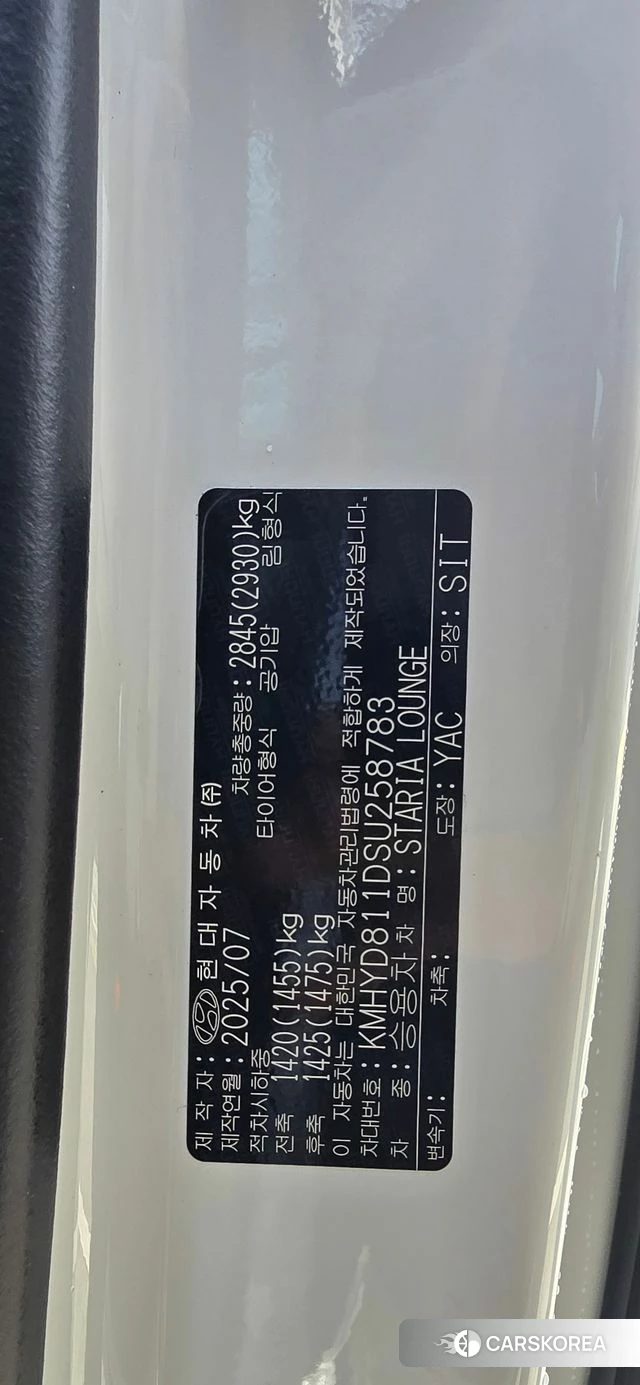 제 작 자 : 현 대 자 동 차 ㈜
제작연월 : 2025/07 차량총중량 : 2845(2930)kg
적차시하중 타이어형식 공기압 림형식
전축 1420(1455)kg
후축 1425(1475)kg
이 자동차는 대한민국 자동차관리법령에 적합하게 제작되었습니다.
차대번호 : KMHYD811DSU258783
차 종 : 승용차 차 명 : STARIA LOUNGE
변속기 : 차축 : 도장 : YAC 의장 : SIT
CARSKOREA